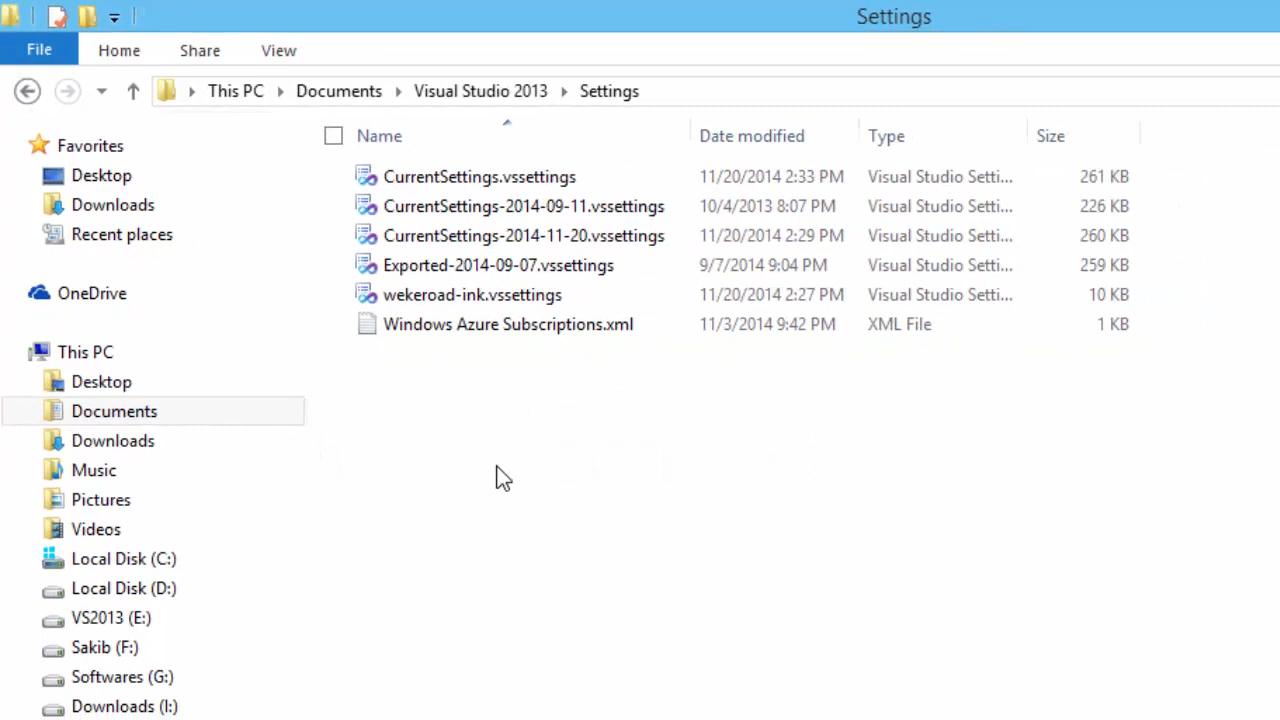 Settings
File Home Share View
This PC Documents Visual Studio 2013 Settings
Name Date modified Type Size
Favorites
Desktop
Downloads
Recent places
OneDrive
This PC
Desktop
Documents
Downloads
Music
Pictures
Videos
Local Disk (C:)
Local Disk (D:)
VS2013 (E:)
Sakib (F:)
Softwares (G:)
Downloads (I:)
CurrentSettings.vssettings 11/20/2014 2:33 PM Visual Studio Setti... 261 KB
CurrentSettings-2014-09-11.vssettings 10/4/2013 8:07 PM Visual Studio Setti... 226 KB
CurrentSettings-2014-11-20.vssettings 11/20/2014 2:29 PM Visual Studio Setti... 260 KB
Exported-2014-09-07.vssettings 9/7/2014 9:04 PM Visual Studio Setti... 259 KB
wekeroad-ink.vssettings 11/20/2014 2:27 PM Visual Studio Setti... 10 KB
Windows Azure Subscriptions.xml 11/3/2014 9:42 PM XML File 1 KB